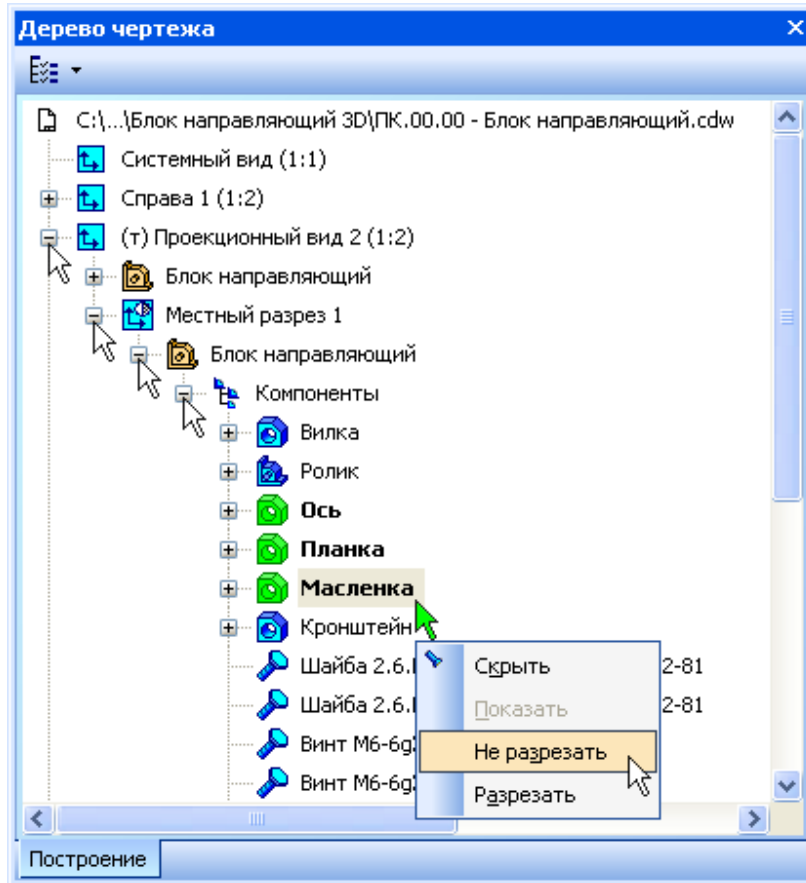 Дерево чертежа
C:\...\Блок направляющий 3D\ПК.00.00 - Блок направляющий.cdw
Системный вид (1:1)
Справа 1 (1:2)
(т) Проекционный вид 2 (1:2)
Блок направляющий
Местный разрез 1
Блок направляющий
Компоненты
Вилка
Ролик
Ось
Планка
Масленка
Кронштейн
Шайба 2.6. 2-81
Шайба 2.6. 2-81
Винт М6-6g
Винт М6-6g
Скрыть
Показать
Не разрезать
Разрезать
Построение